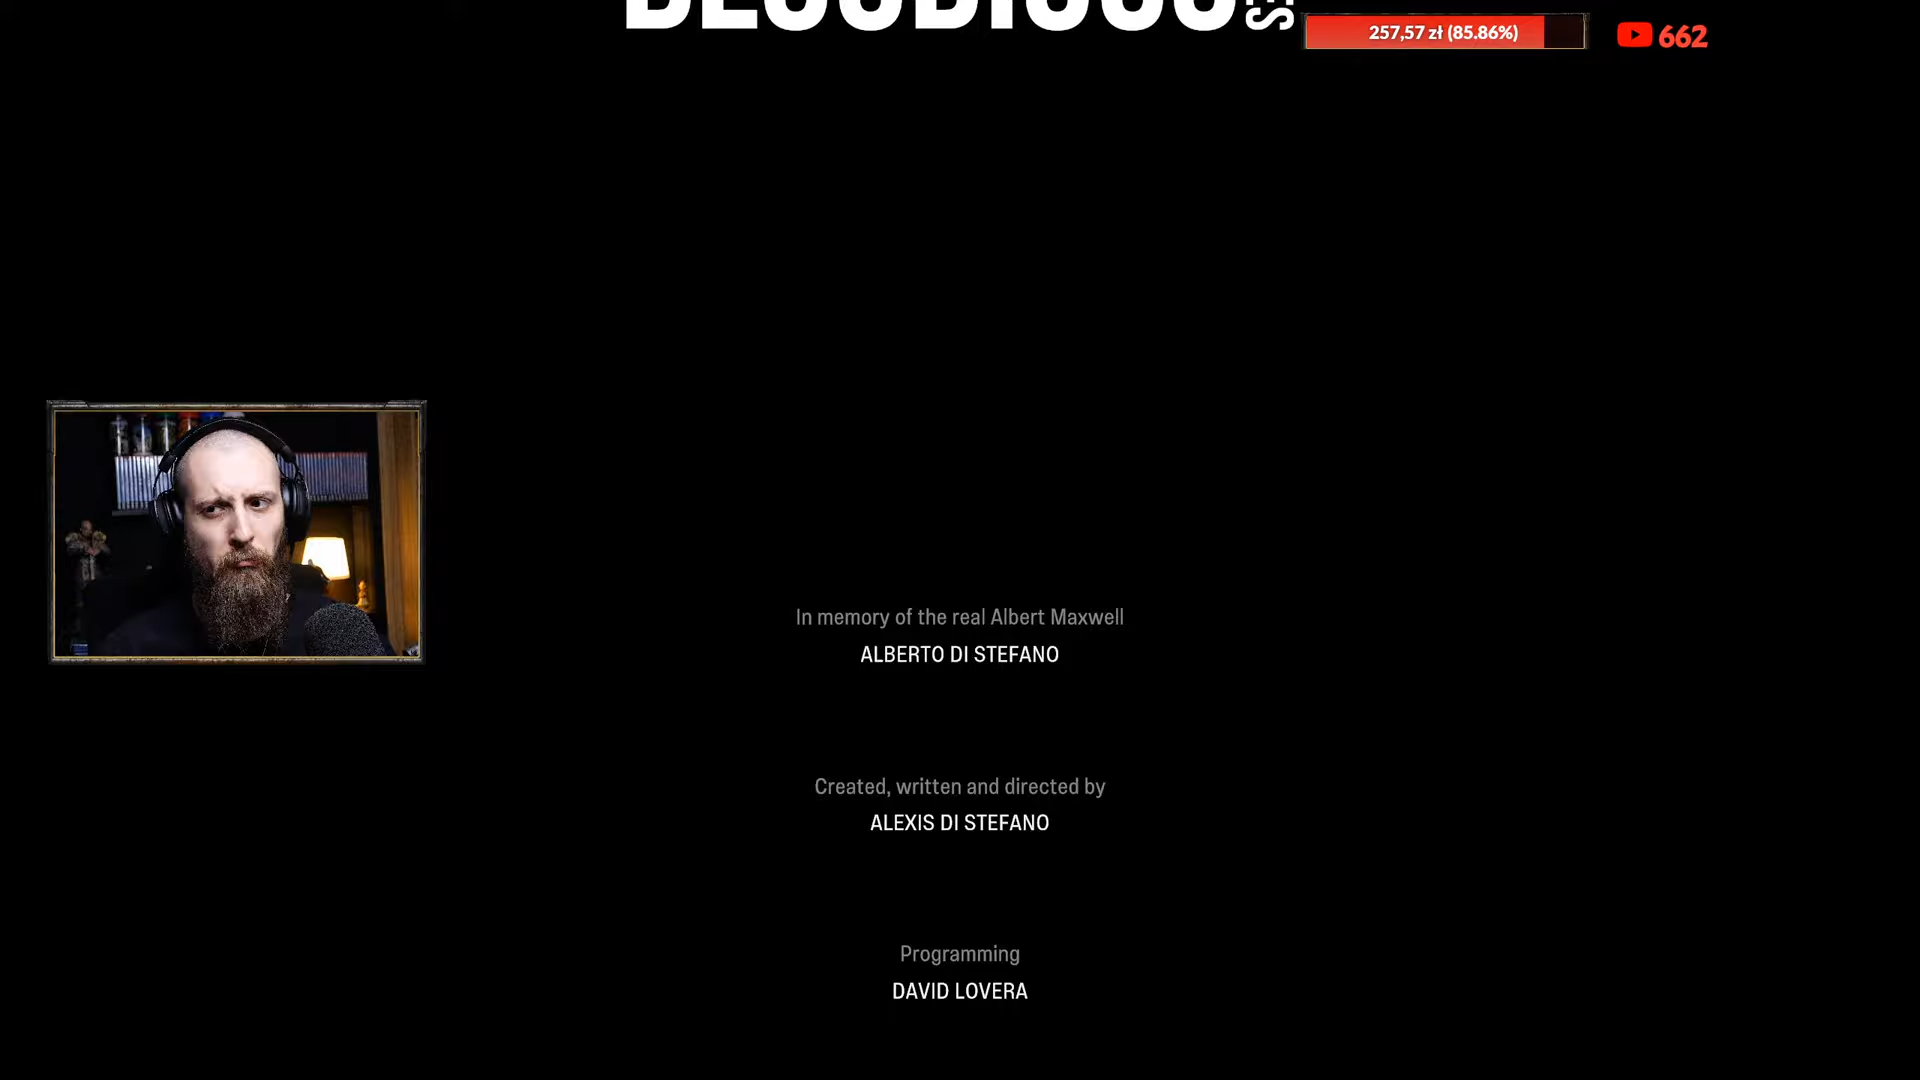 257,57 zł (85.86%)
662
In memory of the real Albert Maxwell
ALBERTO DI STEFANO
Created, written and directed by
ALEXIS DI STEFANO
Programming
DAVID LOVERA